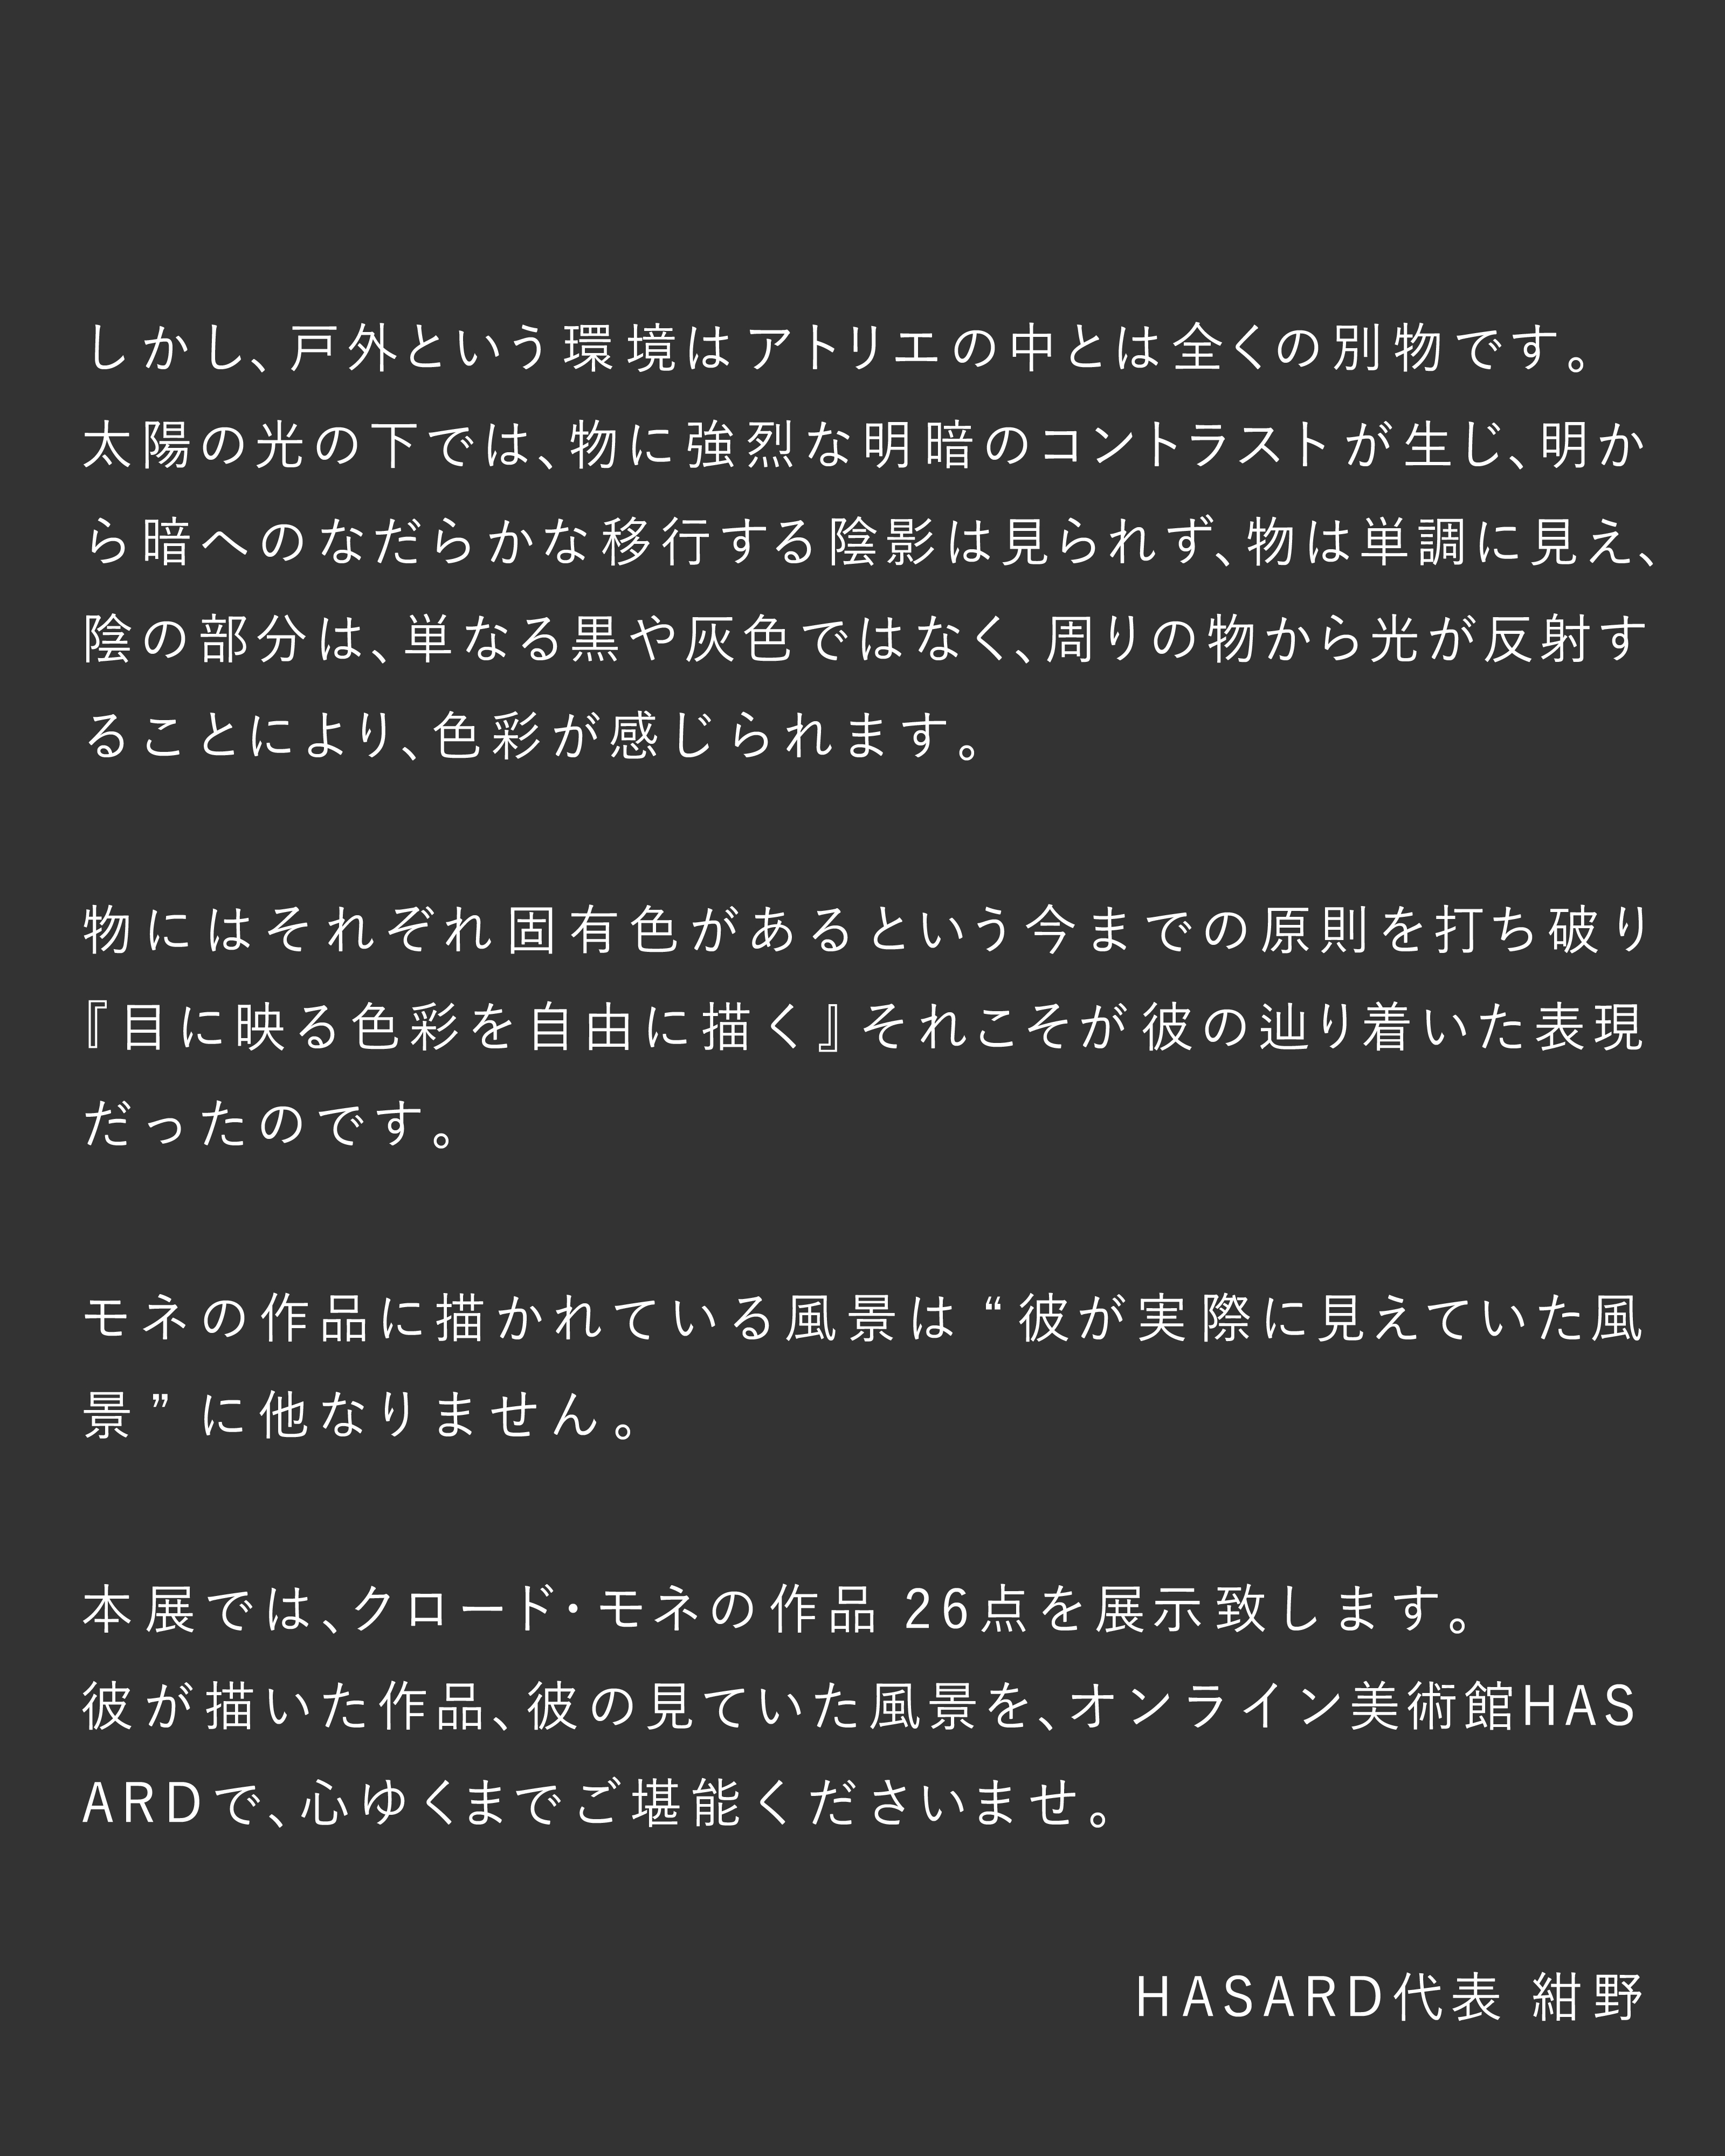 しかし、戸外という環境はアトリエの中とは全くの別物です。
太陽の光の下では、物に強烈な明暗のコントラストが生じ、明か
ら暗へのなだらかな移行する陰影は見られず、物は単調に見え、
陰の部分は、単なる黒や灰色ではなく、周りの物から光が反射す
ることにより、色彩が感じられます。
物にはそれぞれ固有色があるという今までの原則を打ち破り
『目に映る色彩を自由に描く』それこそが彼の辿り着いた表現
だったのです。
モネの作品に描かれている風景は “彼が実際に見えていた風
景” に他なりません。
本展では、クロード・モネの作品 26点を展示致します。
彼が描いた作品、彼の見ていた風景を、オンライン美術館HAS
ARDで、心ゆくまでご堪能くださいませ。
HASARD代表 紺野